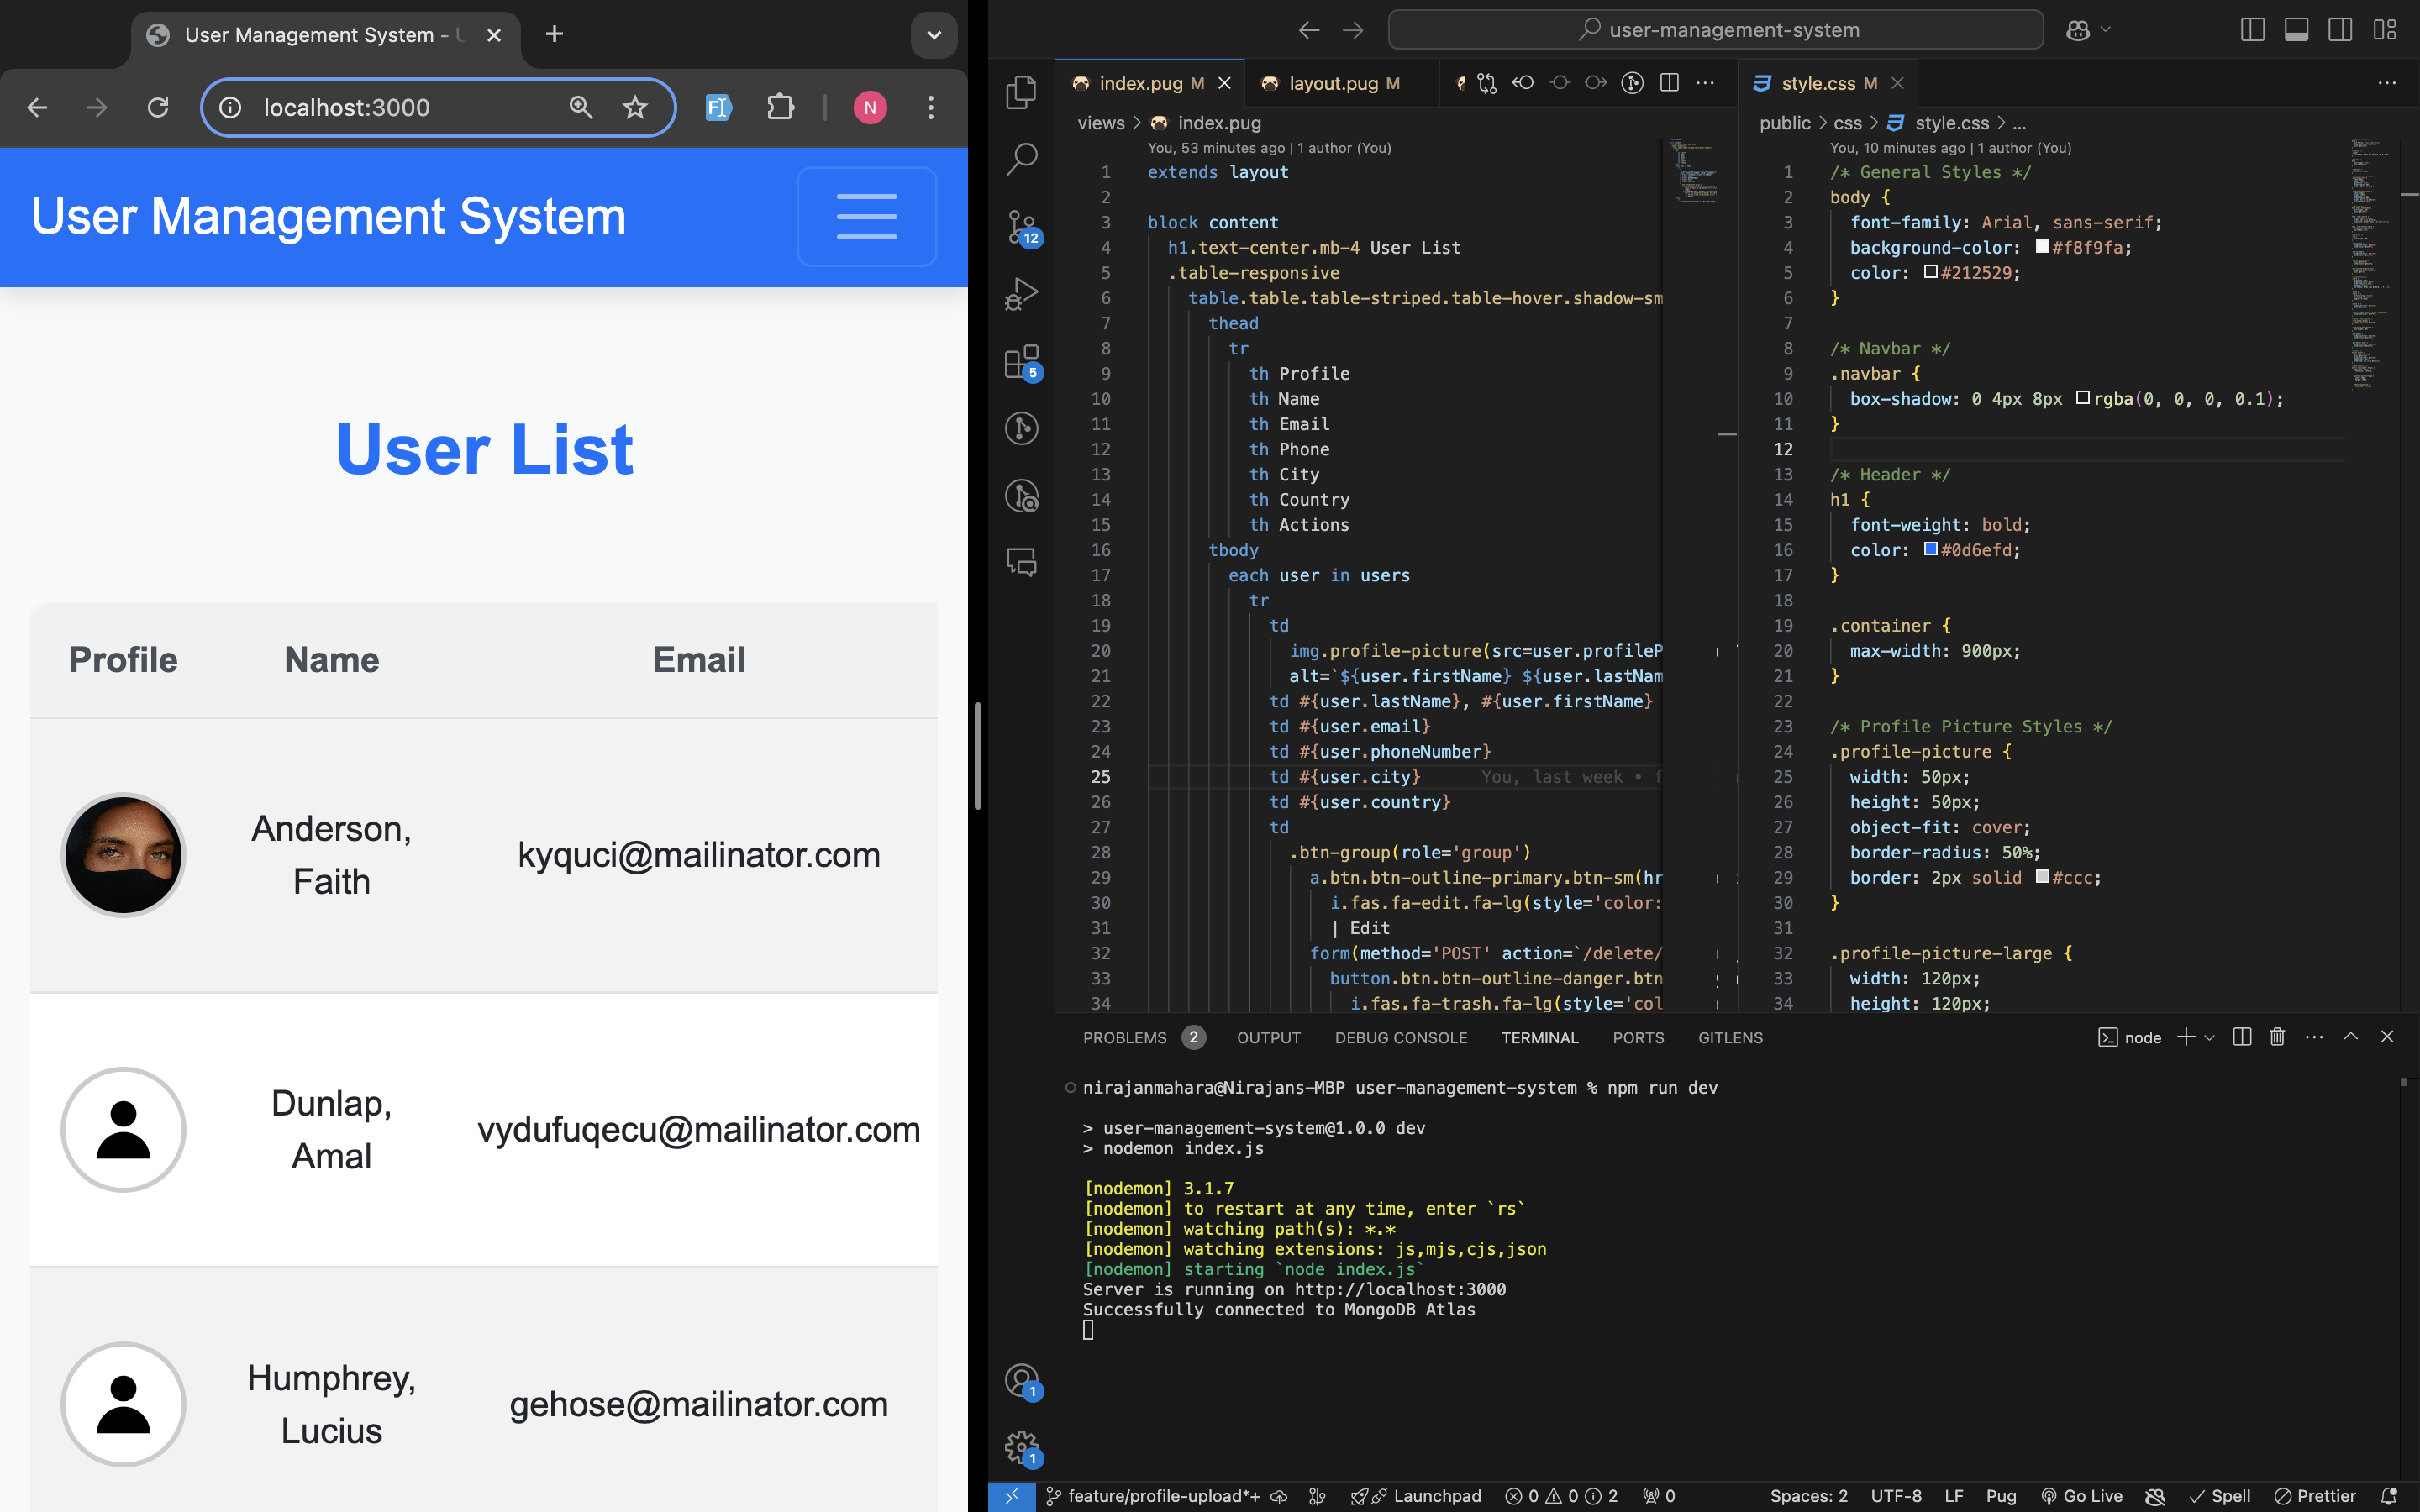 User Management System - U
localhost:3000
N
User Management System
User List
Profile Name Email
Anderson, Faith kyquci@mailinator.com
Dunlap, Amal vydufuqecu@mailinator.com
Humphrey, Lucius gehose@mailinator.com
user-management-system
12
5
1
1
index.pug M
layout.pug M
views > index.pug
You, 53 minutes ago | 1 author (You)
1 extends layout
2
3 block content
4 h1.text-center.mb-4 User List
5 .table-responsive
6 table.table.table-striped.table-hover.shadow-sm
7 thead
8 tr
9 th Profile
10 th Name
11 th Email
12 th Phone
13 th City
14 th Country
15 th Actions
16 tbody
17 each user in users
18 tr
19 td
20 img.profile-picture(src=user.profileP
21 alt=`${user.firstName} ${user.lastNam
22 td #{user.lastName}, #{user.firstName}
23 td #{user.email}
24 td #{user.phoneNumber}
25 td #{user.city} You, last week • f
26 td #{user.country}
27 td
28 .btn-group(role='group')
29 a.btn.btn-outline-primary.btn-sm(hr
30 i.fas.fa-edit.fa-lg(style='color:
31 | Edit
32 form(method='POST' action=`/delete/
33 button.btn.btn-outline-danger.btn
34 i.fas.fa-trash.fa-lg(style='col
style.css M
public > css > style.css > ...
You, 10 minutes ago | 1 author (You)
1 /* General Styles */
2 body {
3 font-family: Arial, sans-serif;
4 background-color: #f8f9fa;
5 color: #212529;
6 }
7
8 /* Navbar */
9 .navbar {
10 box-shadow: 0 4px 8px rgba(0, 0, 0, 0.1);
11 }
12
13 /* Header */
14 h1 {
15 font-weight: bold;
16 color: #0d6efd;
17 }
18
19 .container {
20 max-width: 900px;
21 }
22
23 /* Profile Picture Styles */
24 .profile-picture {
25 width: 50px;
26 height: 50px;
27 object-fit: cover;
28 border-radius: 50%;
29 border: 2px solid #ccc;
30 }
31
32 .profile-picture-large {
33 width: 120px;
34 height: 120px;
PROBLEMS 2 OUTPUT DEBUG CONSOLE TERMINAL PORTS GITLENS node
nirajanmahara@Nirajans-MBP user-management-system % npm run dev
> user-management-system@1.0.0 dev
> nodemon index.js
[nodemon] 3.1.7
[nodemon] to restart at any time, enter `rs`
[nodemon] watching path(s): *.*
[nodemon] watching extensions: js,mjs,cjs,json
[nodemon] starting `node index.js`
Server is running on http://localhost:3000
Successfully connected to MongoDB Atlas
feature/profile-upload*+ Launchpad 0 0 2 0 Spaces: 2 UTF-8 LF Pug Go Live Spell Prettier